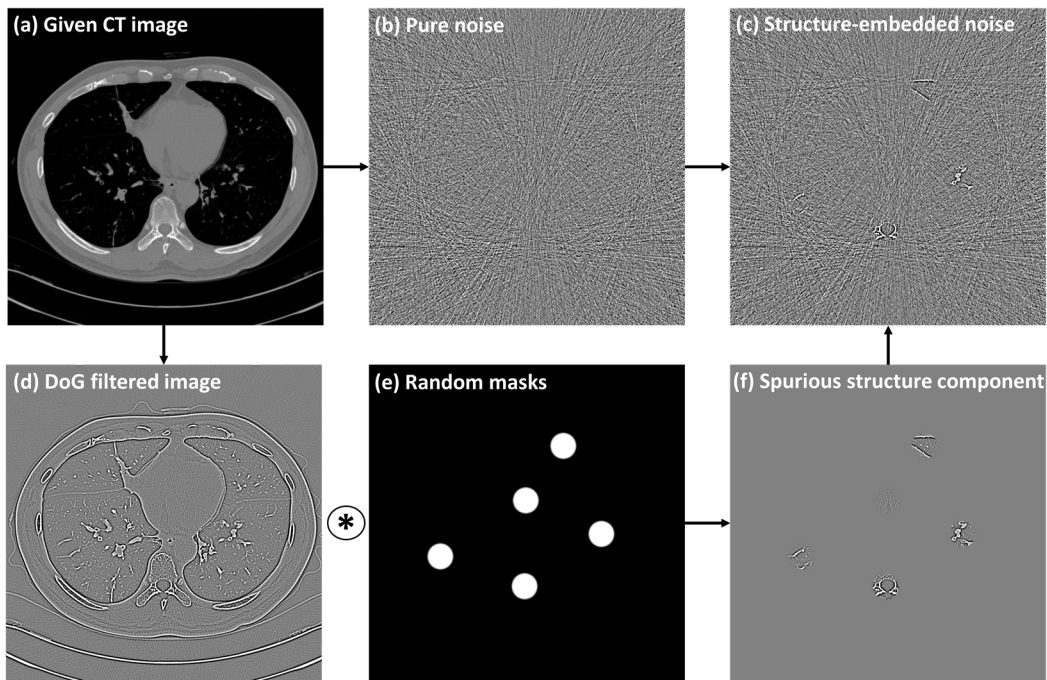 (a) Given CT image
(b) Pure noise
(c) Structure-embedded noise
(d) DoG filtered image
(e) Random masks
(f) Spurious structure component
*